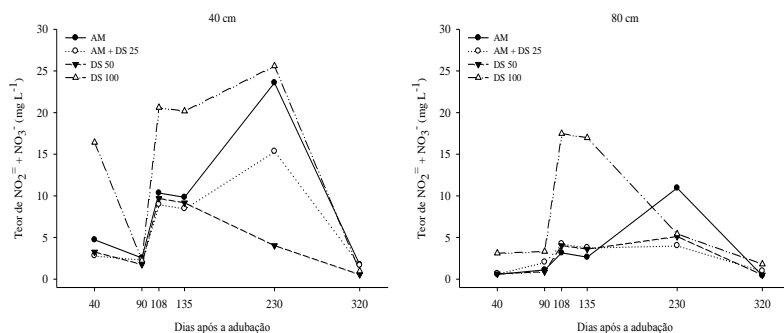 40 cm
30
25
20
15
10
5
0
Teor de NO₂⁼ + NO₃⁻ (mg L⁻¹)
AM
AM + DS 25
DS 50
DS 100
40 90 108 135 230 320
Dias após a adubação
80 cm
30
25
20
15
10
5
0
Teor de NO₂⁼ + NO₃⁻ (mg L⁻¹)
AM
AM + DS 25
DS 50
DS 100
40 90 108 135 230 320
Dias após a adubação